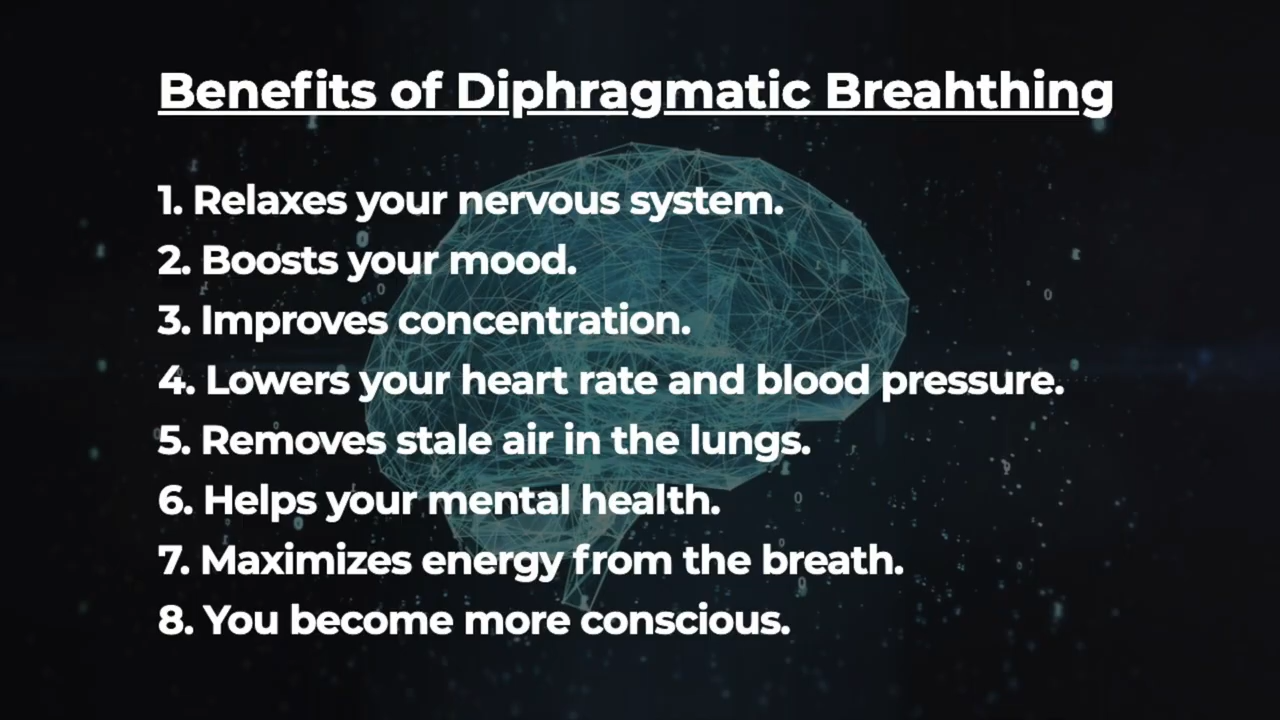 Benefits of Diphragmatic Breahthing
1. Relaxes your nervous system.
2. Boosts your mood.
3. Improves concentration.
4. Lowers your heart rate and blood pressure.
5. Removes stale air in the lungs.
6. Helps your mental health.
7. Maximizes energy from the breath.
8. You become more conscious.